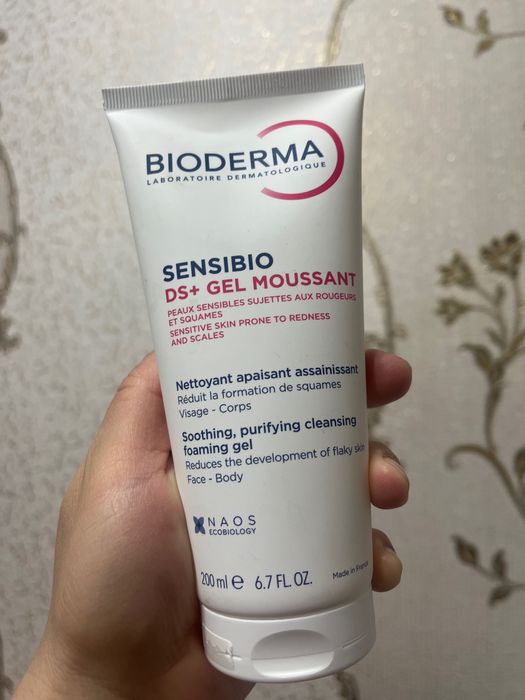 BIODERMA
LABORATOIRE DERMATOLOGIQUE
SENSIBIO
DS+ GEL MOUSSANT
PEAUX SENSIBLES SUJETTES AUX ROUGEURS
ET SQUAMES
SENSITIVE SKIN PRONE TO REDNESS
AND SCALES
Nettoyant apaisant assainissant
Réduit la formation de squames
Visage - Corps
Soothing, purifying cleansing
foaming gel
Reduces the development of flaky skin
Face - Body
NAOS
ECOBIOLOGY
200 ml e 6.7 FL. OZ.
Made in France